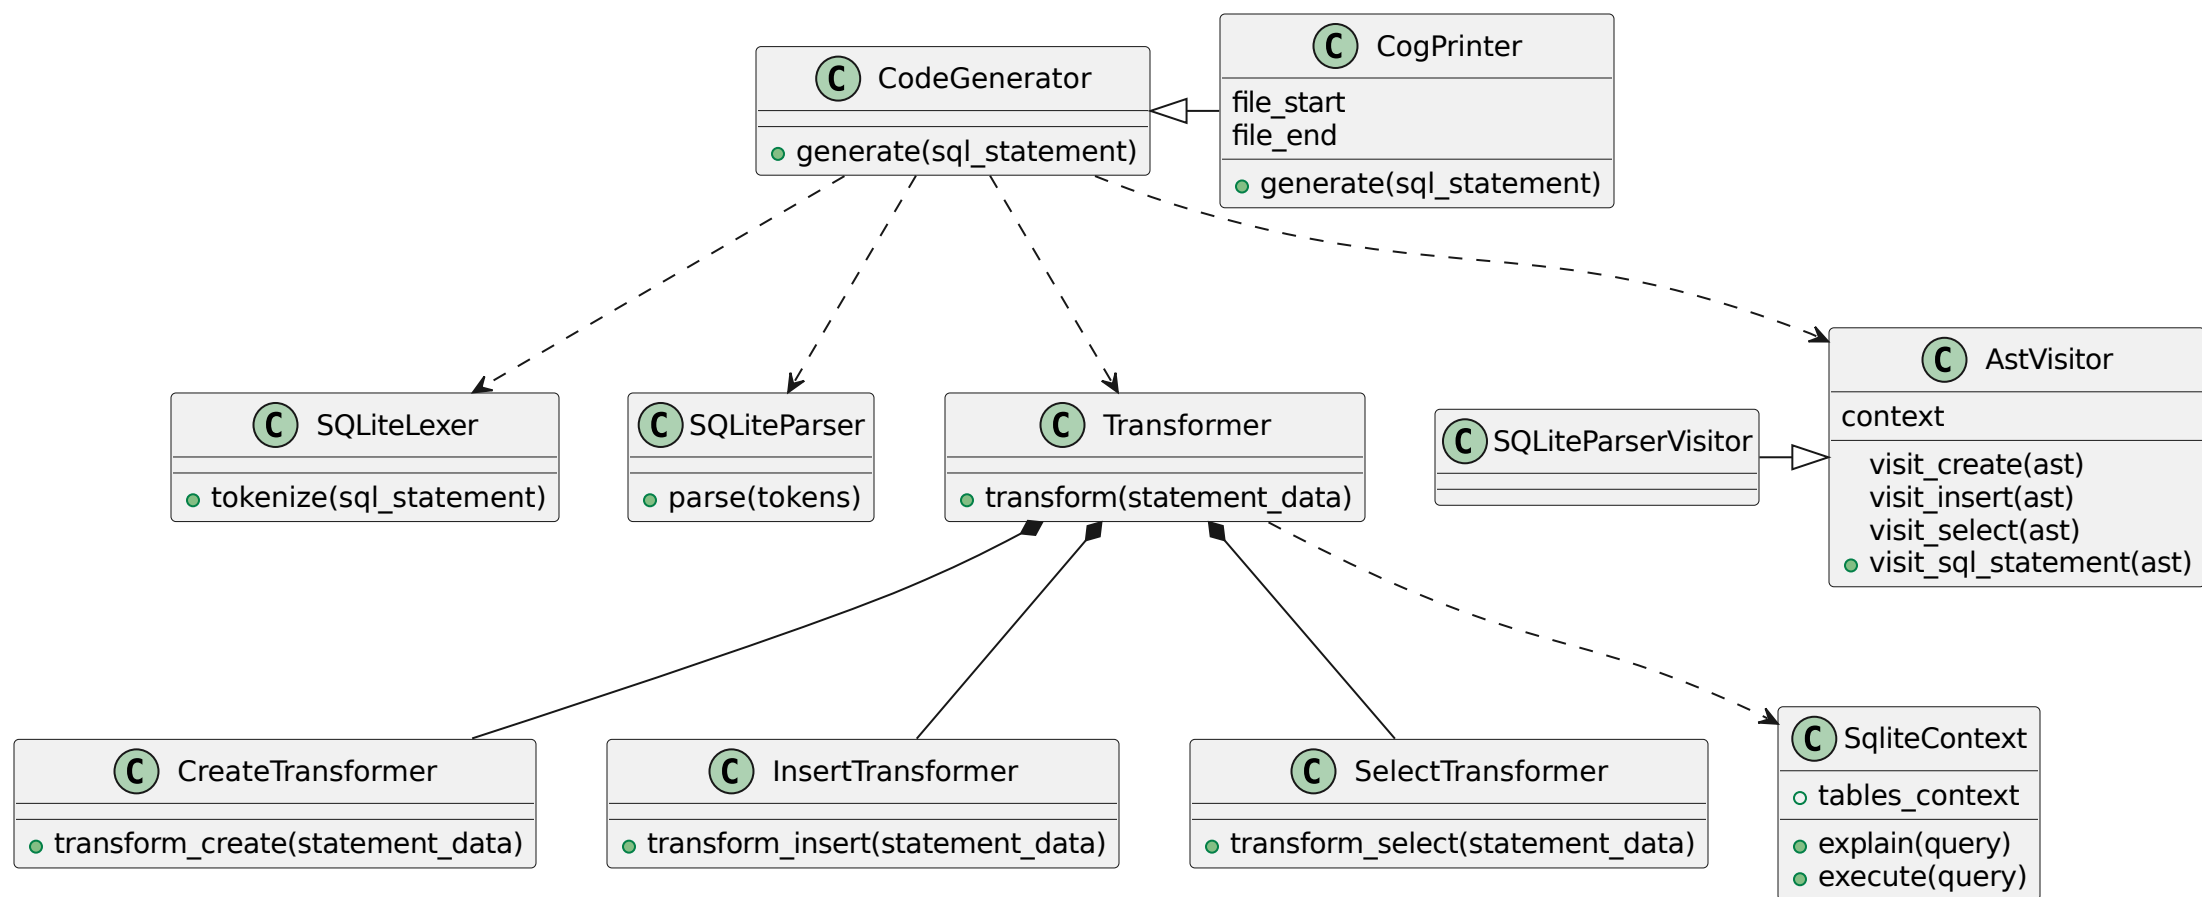 C CodeGenerator
generate(sql_statement)
C CogPrinter
file_start
file_end
generate(sql_statement)
C SQLiteLexer
tokenize(sql_statement)
C SQLiteParser
parse(tokens)
C Transformer
transform(statement_data)
C SQLiteParserVisitor
C AstVisitor
context
visit_create(ast)
visit_insert(ast)
visit_select(ast)
visit_sql_statement(ast)
C CreateTransformer
transform_create(statement_data)
C InsertTransformer
transform_insert(statement_data)
C SelectTransformer
transform_select(statement_data)
C SqliteContext
tables_context
explain(query)
execute(query)